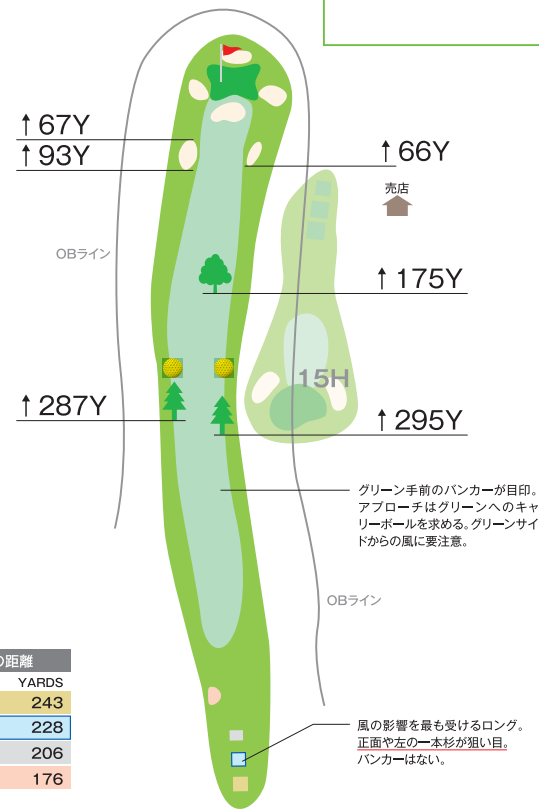 ↑ 67Y
↑ 93Y
↑ 66Y
売店
OBライン
↑ 175Y
15H
↑ 287Y
↑ 295Y
グリーン手前のバンカーが目印。
アプローチはグリーンへのキャ
リーボールを求める。グリーンサイ
ドからの風に要注意。
OBライン
の距離
YARDS
243
228
206
176
風の影響を最も受けるロング。
正面や左の一本杉が狙い目。
バンカーはない。